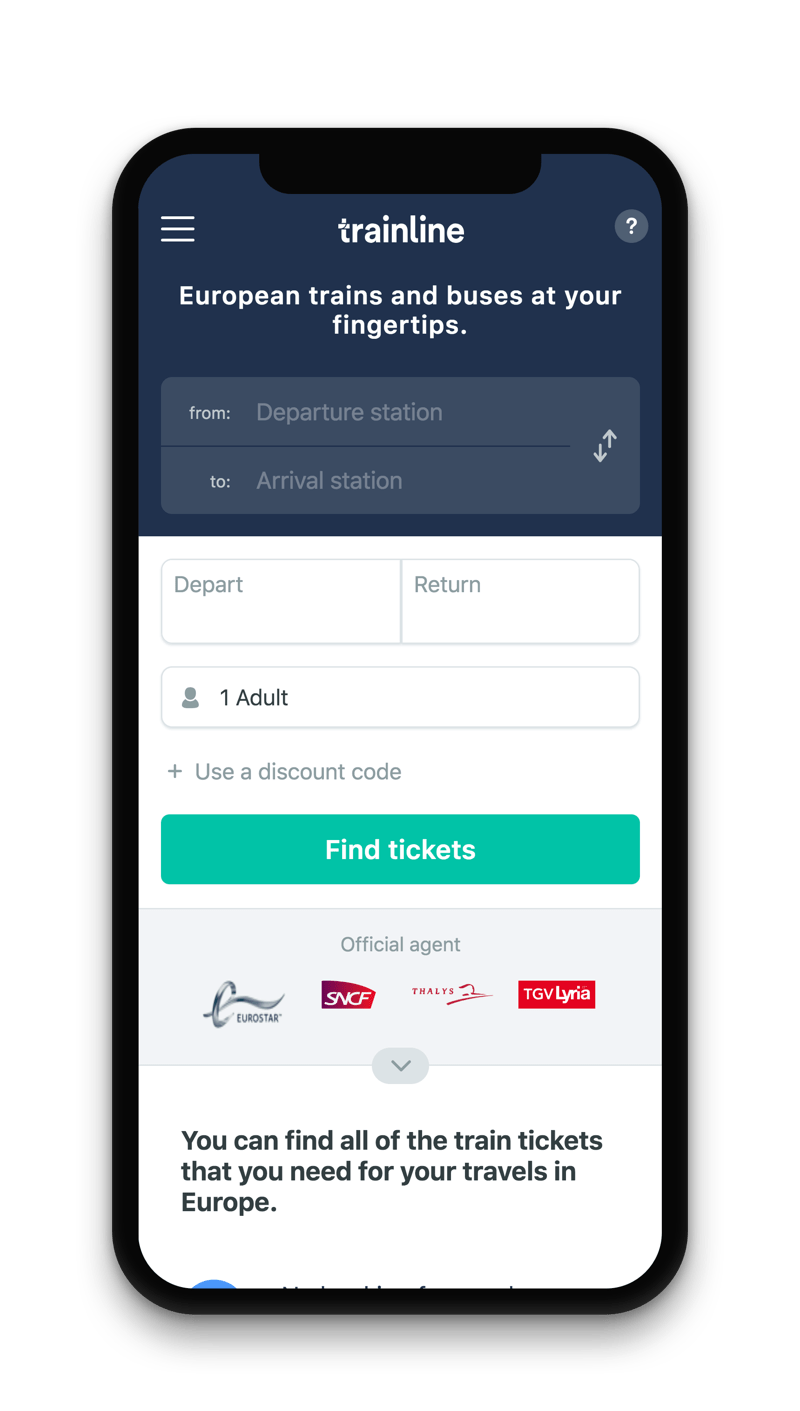 trainline
?
European trains and buses at your
fingertips.
from: Departure station
to: Arrival station
Depart Return
1 Adult
+ Use a discount code
Find tickets
Official agent
EUROSTAR SNCF THALYS TGV Lyria
You can find all of the train tickets
that you need for your travels in
Europe.